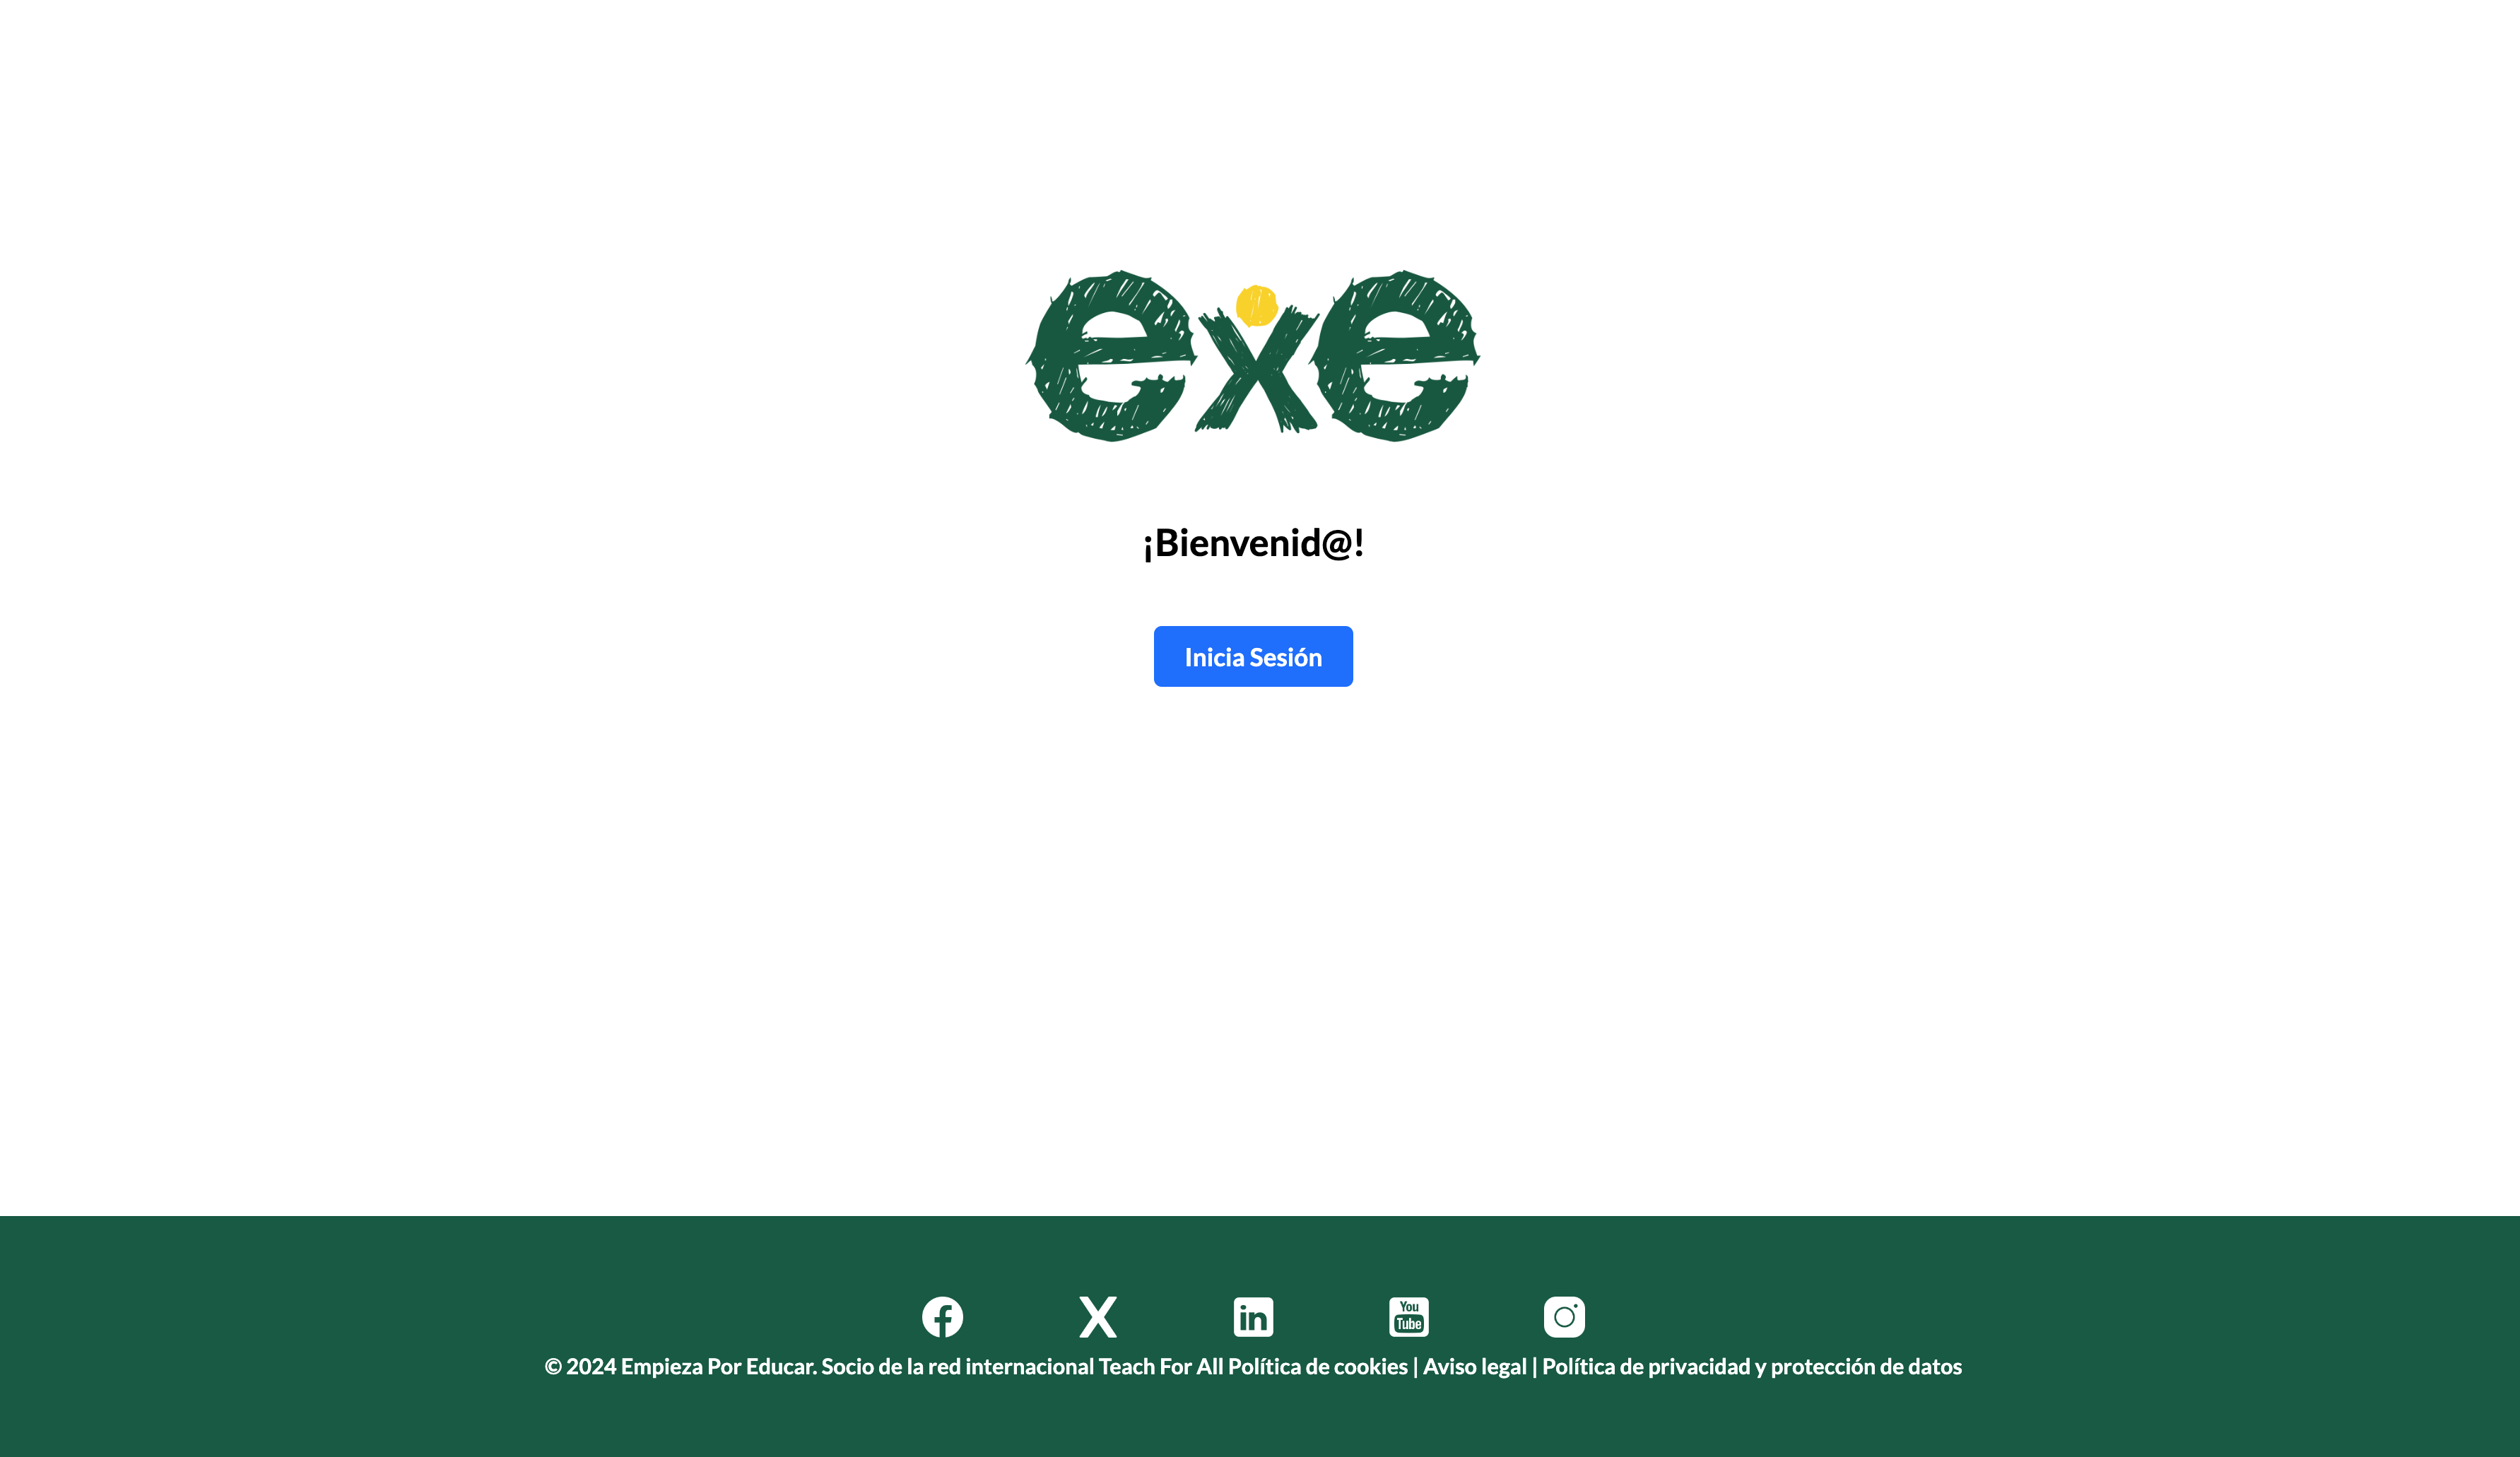 exe
¡Bienvenid@!
Inicia Sesión
You
Tube
© 2024 Empieza Por Educar. Socio de la red internacional Teach For All Política de cookies | Aviso legal | Política de privacidad y protección de datos